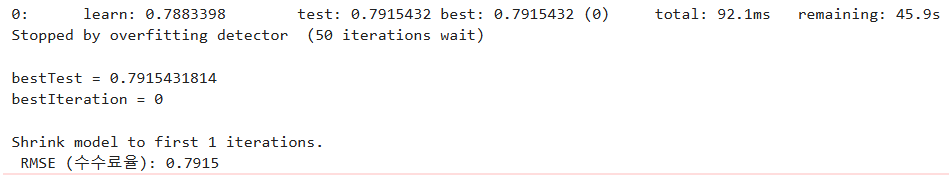 0:	learn: 0.7883398	test: 0.7915432	best: 0.7915432 (0)	total: 92.1ms	remaining: 45.9s
Stopped by overfitting detector  (50 iterations wait)
bestTest = 0.7915431814
bestIteration = 0
Shrink model to first 1 iterations.
RMSE (수수료율): 0.7915